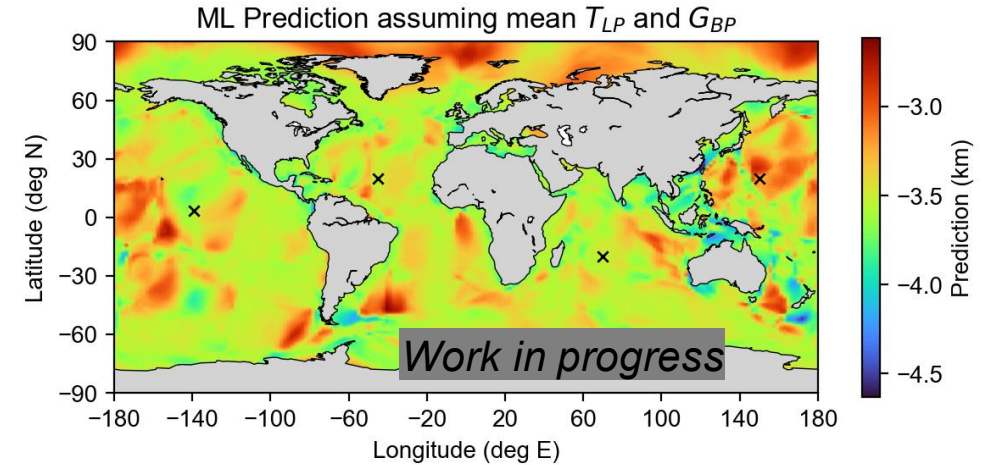 ML Prediction assuming mean T_LP and G_BP
90
60
30
0
−30
−60
−90
Latitude (deg N)
Work in progress
−180 −140 −100 −60 −20 20 60 100 140 180
Longitude (deg E)
−3.0
−3.5
−4.0
−4.5
Prediction (km)